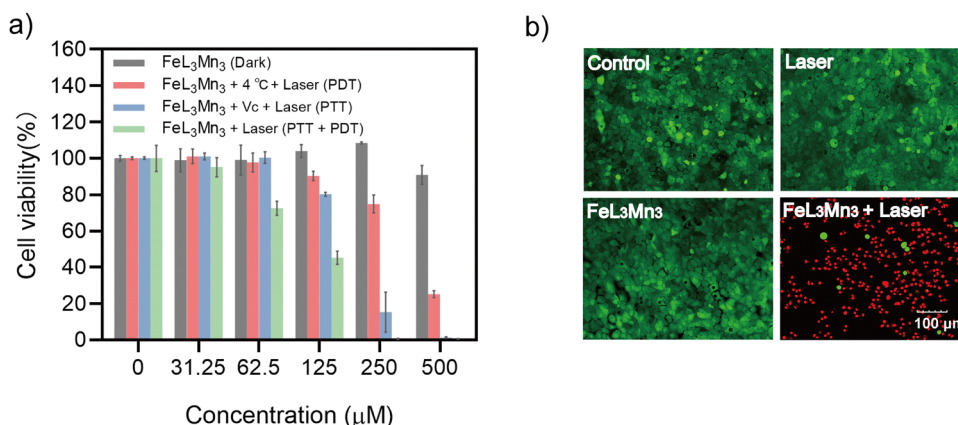 a)
160
140
120
100
80
60
40
20
0
Cell viability(%)
FeL₃Mn₃ (Dark)
FeL₃Mn₃ + 4 ℃ + Laser (PDT)
FeL₃Mn₃ + Vc + Laser (PTT)
FeL₃Mn₃ + Laser (PTT + PDT)
0 31.25 62.5 125 250 500
Concentration (μM)
b)
Control
Laser
FeL₃Mn₃
FeL₃Mn₃ + Laser
100 μm